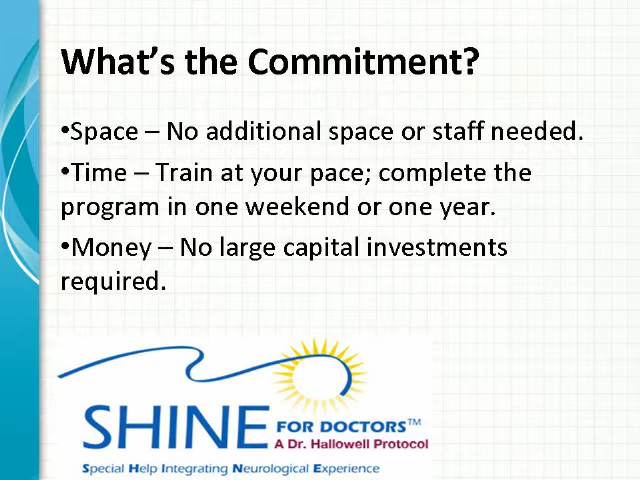 What's the Commitment?
•Space – No additional space or staff needed.
•Time – Train at your pace; complete the
program in one weekend or one year.
•Money – No large capital investments
required.
SHINE FOR DOCTORS™
A Dr. Hallowell Protocol
Special Help Integrating Neurological Experience